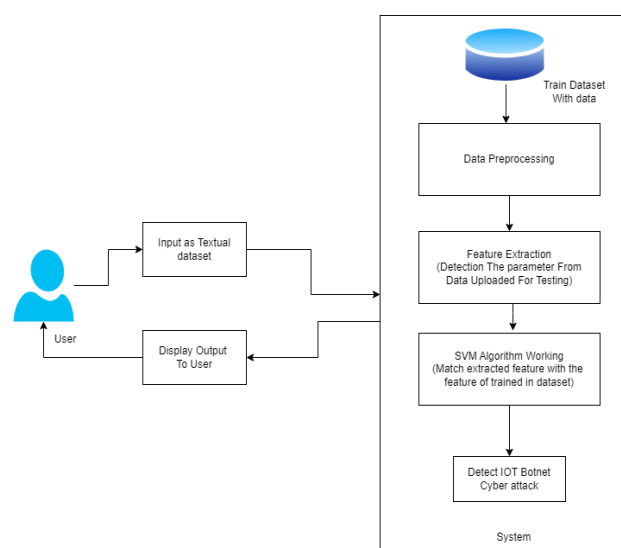 Train Dataset
With data
Data Preprocessing
Input as Textual
dataset
Feature Extraction
(Detection The parameter From
Data Uploaded For Testing)
User
Display Output
To User
SVM Algorithm Working
(Match extracted feature with the
feature of trained in dataset)
Detect IOT Botnet
Cyber attack
System